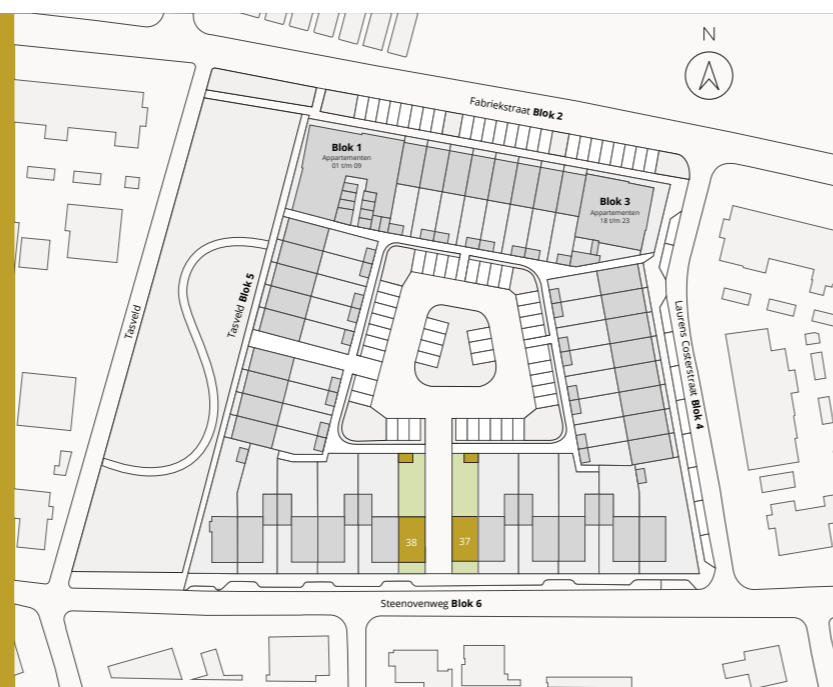 N
Fabriekstraat Blok 2
Blok 1
Appartementen
01 t/m 09
Blok 3
Appartementen
18 t/m 23
Tasveld
Tasveld Blok 5
Laurens Costerstraat Blok 4
38
37
Steenovenweg Blok 6